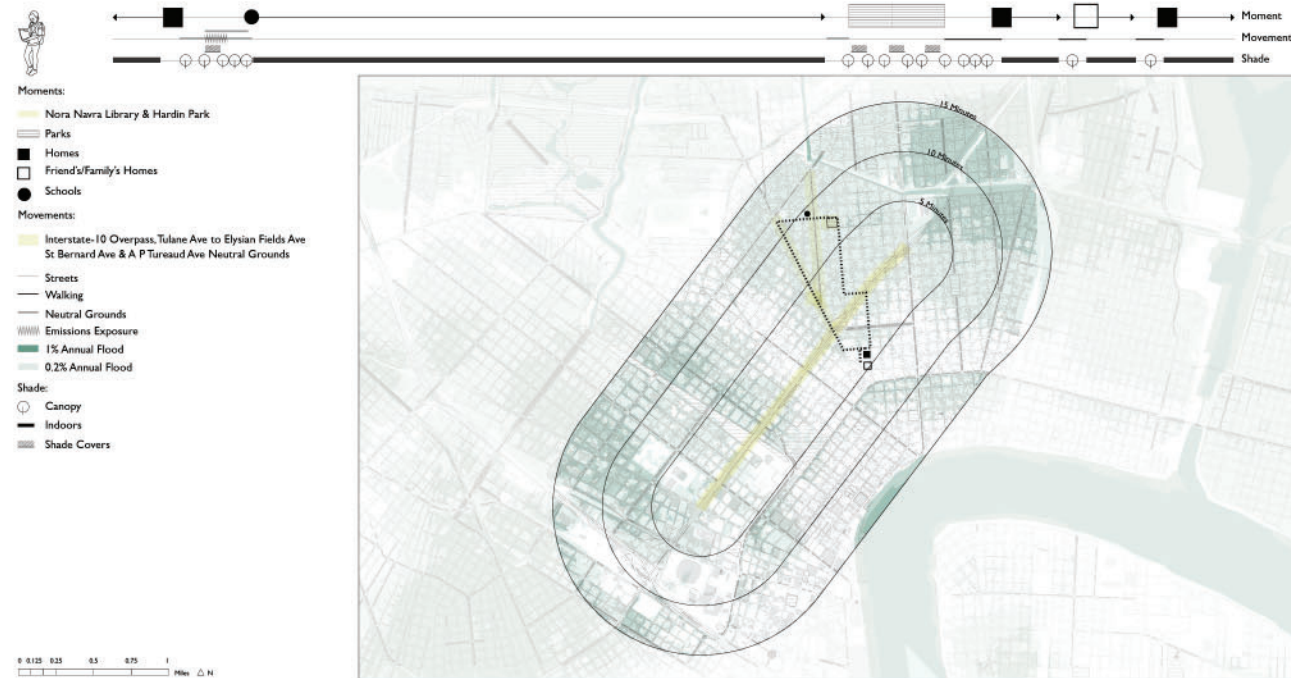 Moment
Movement
Shade
Moments:
Nora Navra Library & Hardin Park
Parks
Homes
Friend's/Family's Homes
Schools
Movements:
Interstate-10 Overpass, Tulane Ave to Elysian Fields Ave
St Bernard Ave & A P Tureaud Ave Neutral Grounds
Streets
Walking
Neutral Grounds
Emissions Exposure
1% Annual Flood
0.2% Annual Flood
Shade:
Canopy
Indoors
Shade Covers
15 Minutes
10 Minutes
5 Minutes
0 0.125 0.25 0.5 0.75 1
Miles N